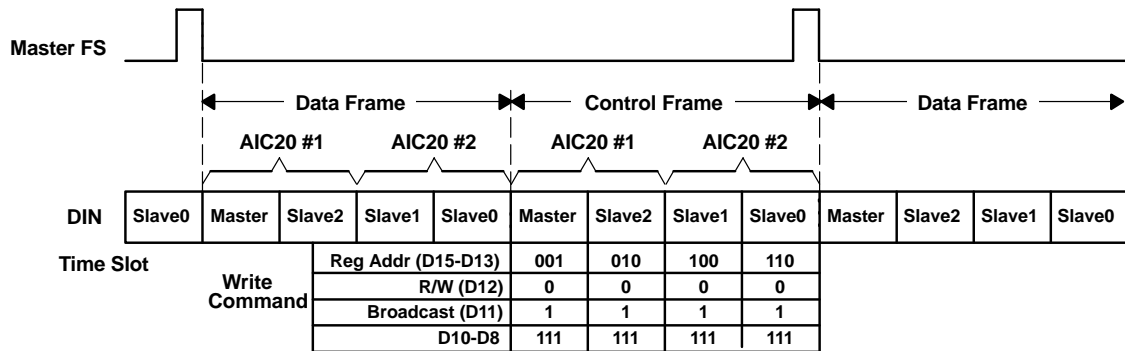 Master FS
Data Frame Control Frame Data Frame
AIC20 #1 AIC20 #2 AIC20 #1 AIC20 #2
DIN Slave0 Master Slave2 Slave1 Slave0 Master Slave2 Slave1 Slave0 Master Slave2 Slave1 Slave0
Time Slot
Write Command
Reg Addr (D15-D13) 001 010 100 110
R/W (D12) 0 0 0 0
Broadcast (D11) 1 1 1 1
D10-D8 111 111 111 111